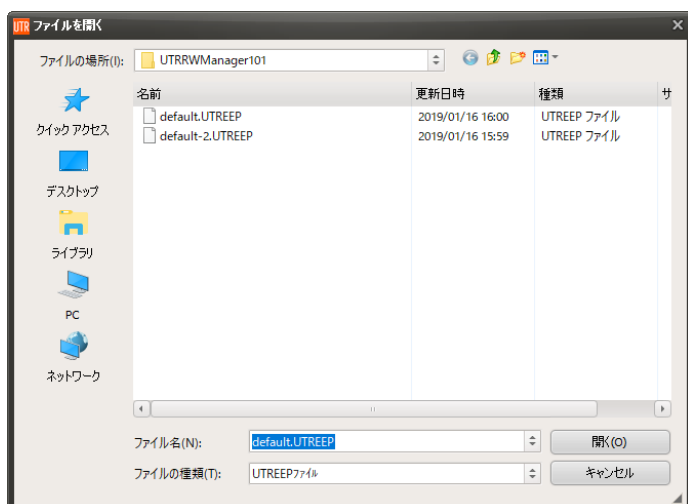 UTR ファイルを開く
ファイルの場所(I): UTRRWManager101
名前 更新日時 種類 サ
default.UTREEP 2019/01/16 16:00 UTREEP ファイル
default-2.UTREEP 2019/01/16 15:59 UTREEP ファイル
クイック アクセス
デスクトップ
ライブラリ
PC
ネットワーク
ファイル名(N): default.UTREEP 開く(O)
ファイルの種類(T): UTREEPファイル キャンセル